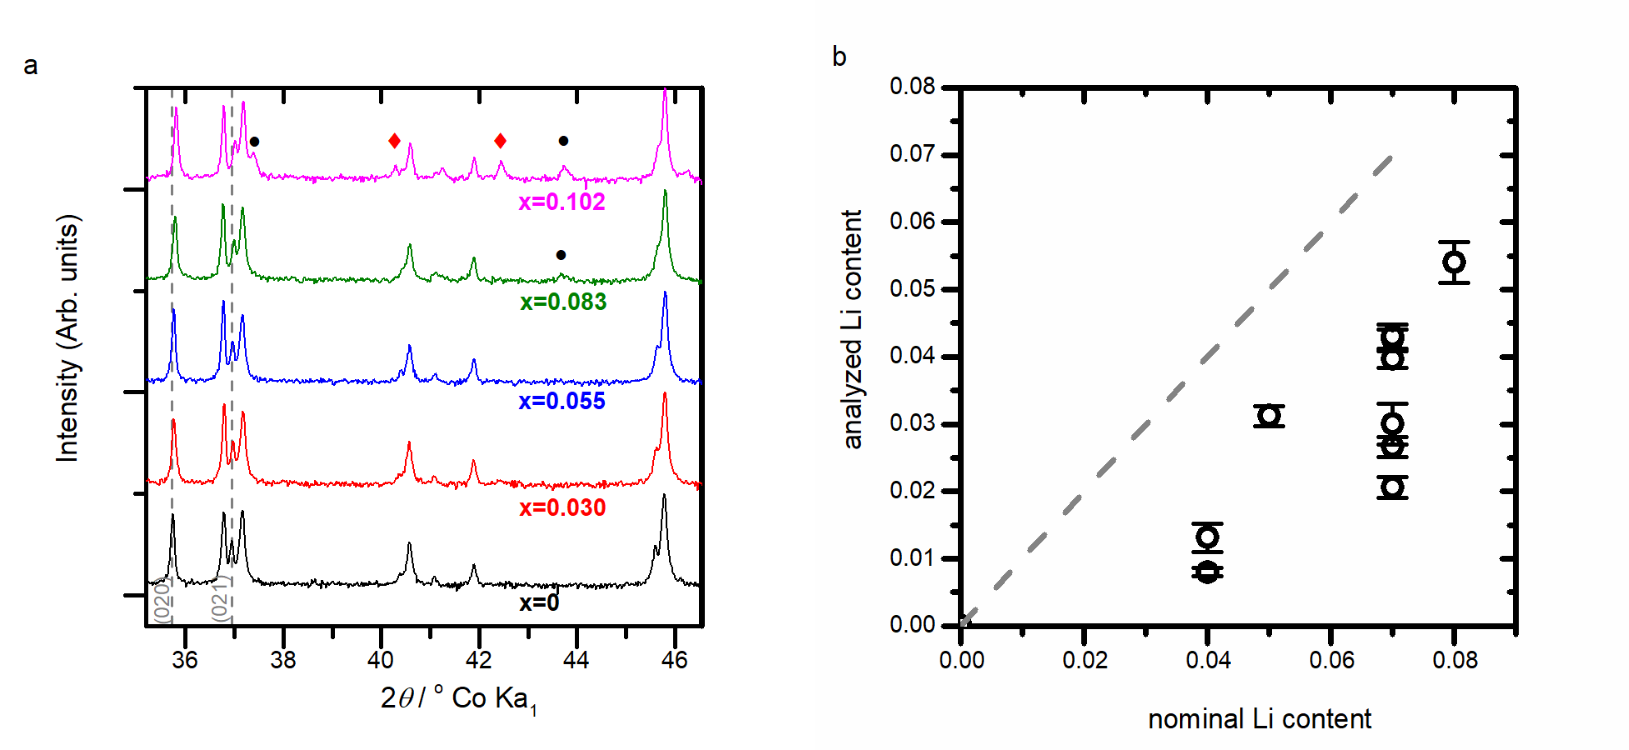 a
Intensity (Arb. units)
x=0.102
x=0.083
x=0.055
x=0.030
x=0
(020)
(021)
36 38 40 42 44 46
2θ / ° Co Ka1
b
analyzed Li content
0.08
0.07
0.06
0.05
0.04
0.03
0.02
0.01
0.00
0.00 0.02 0.04 0.06 0.08
nominal Li content